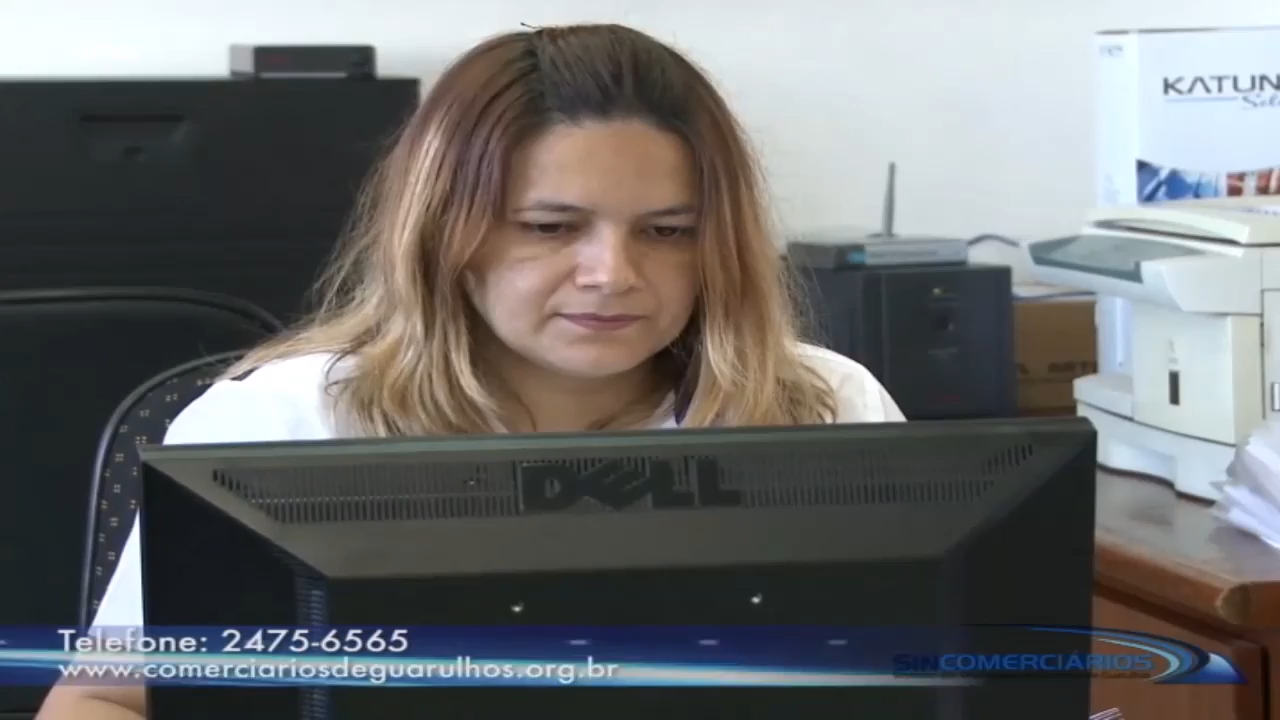 KATUN
DELL
Telefone: 2475-6565
www.comerciariosdeguarulhos.org.br
SINCOMERCIÁRIOS